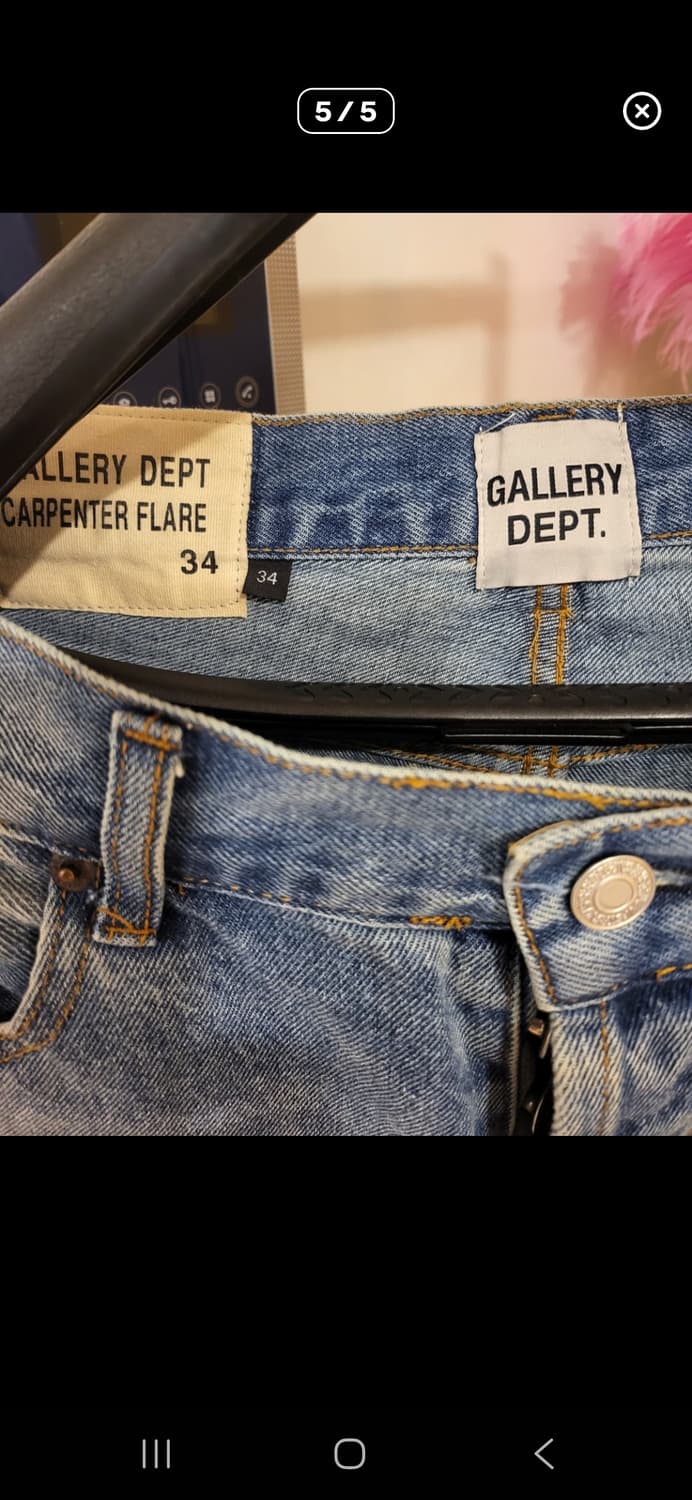 5/5
ALLERY DEPT
CARPENTER FLARE
34
34
GALLERY
DEPT.